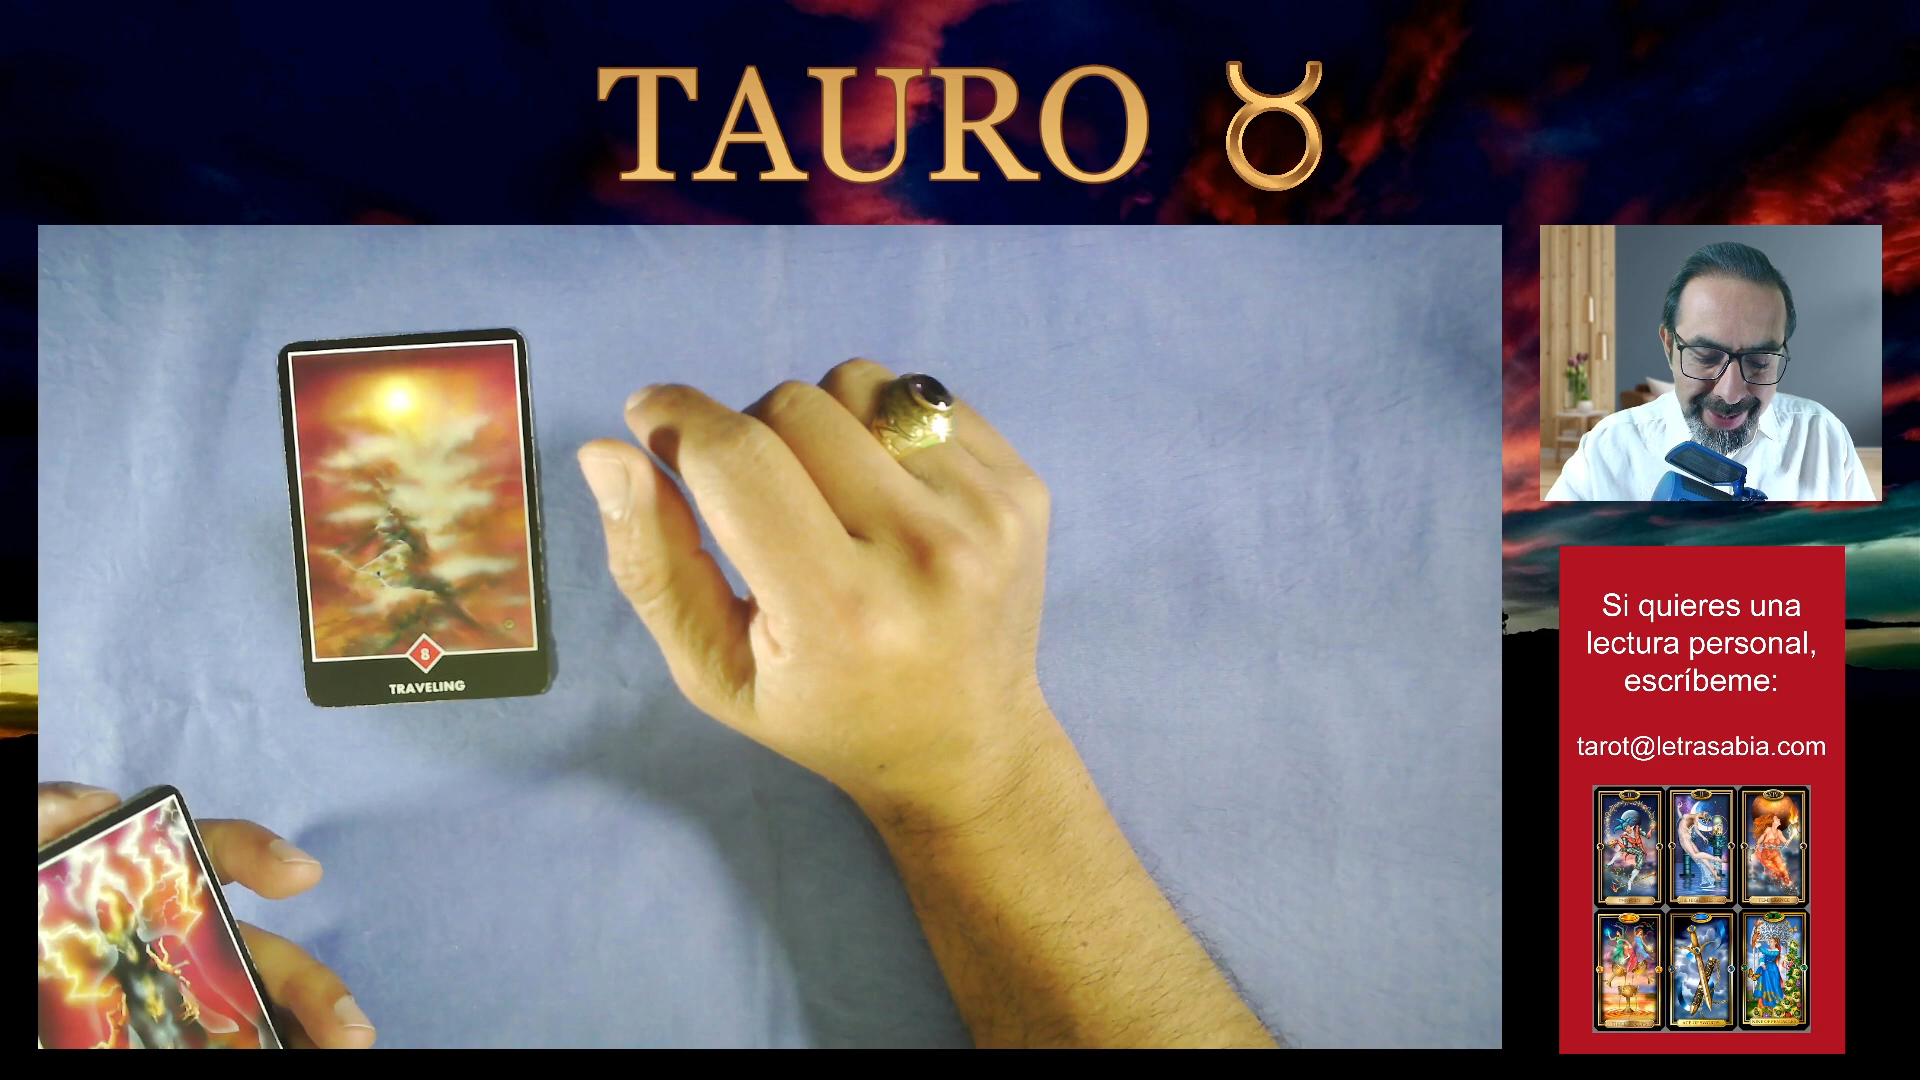 TAURO ♉
8
TRAVELING
Si quieres una
lectura personal,
escríbeme:
tarot@letrasabia.com